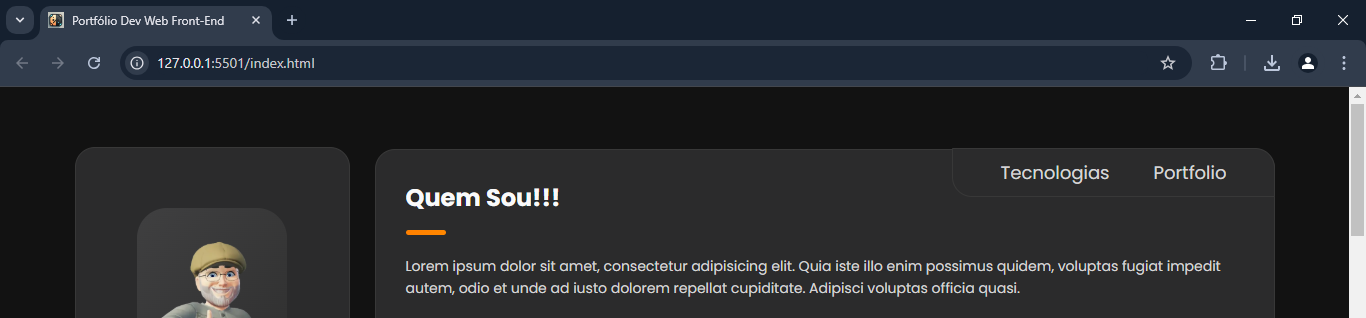 Portfólio Dev Web Front-End
127.0.0.1:5501/index.html
Tecnologias Portfolio
Quem Sou!!!
Lorem ipsum dolor sit amet, consectetur adipisicing elit. Quia iste illo enim possimus quidem, voluptas fugiat impedit
autem, odio et unde ad iusto dolorem repellat cupiditate. Adipisci voluptas officia quasi.